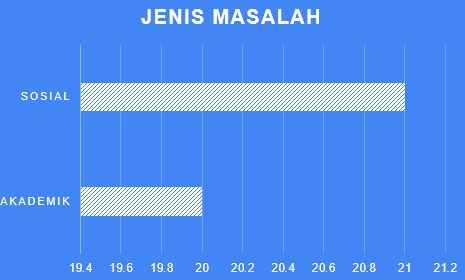 JENIS MASALAH
SOSIAL
AKADEMIK
19.4 19.6 19.8 20 20.2 20.4 20.6 20.8 21 21.2